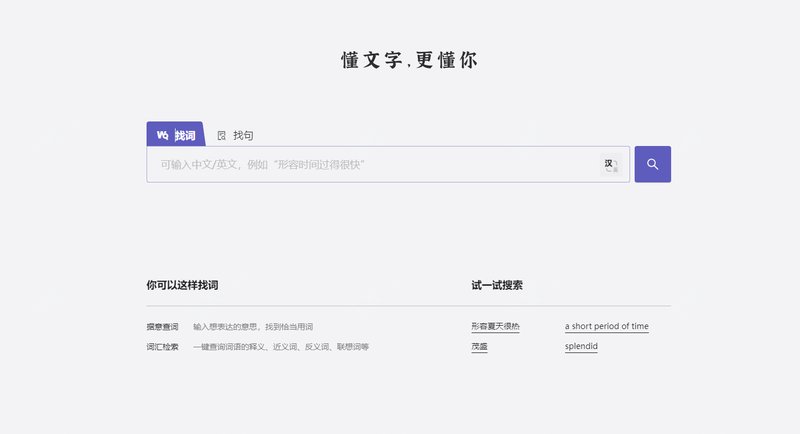 懂文字,更懂你
找词 找句
可输入中文/英文，例如“形容时间过得很快”
汉
你可以这样找词 试一试搜索
据意查词 输入想表达的意思，找到恰当用词 形容夏天很热 a short period of time
词汇检索 一键查询词语的释义、近义词、反义词、联想词等 茂盛 splendid